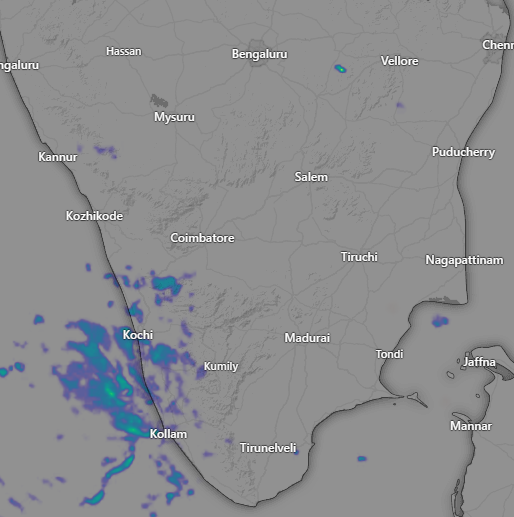 Hassan
Bengaluru
Chenn
ngaluru
Vellore
Mysuru
Kannur
Puducherry
Salem
Kozhikode
Coimbatore
Tiruchi
Nagapattinam
Kochi
Madurai
Tondi
Kumily
Jaffna
Kollam
Mannar
Tirunelveli